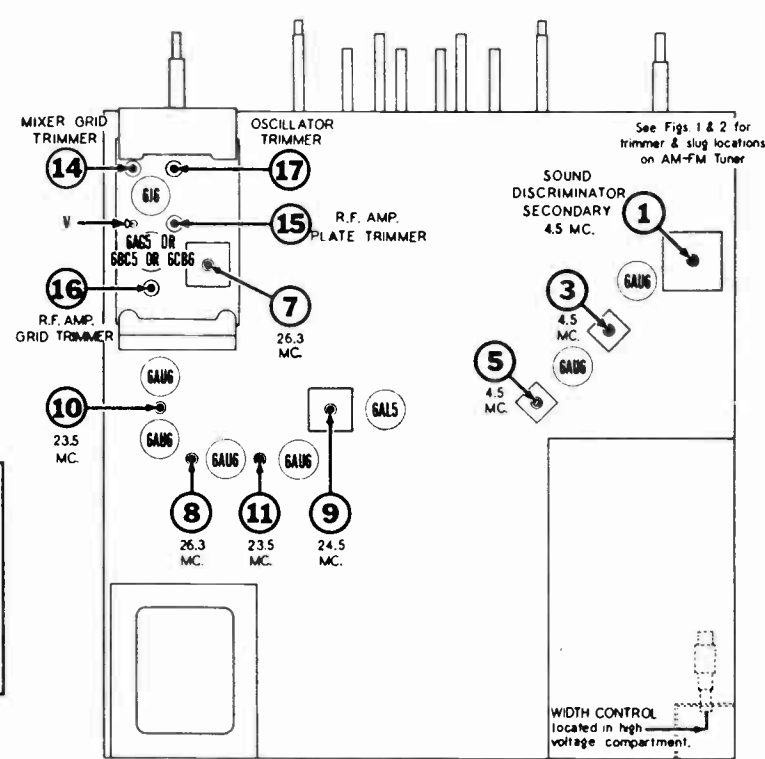 MIXER GRID
TRIMMER
OSCILLATOR
TRIMMER
See Figs. 1 & 2 for
trimmer & slug locations
on AM-FM Tuner
14
17
6J6
SOUND
DISCRIMINATOR
SECONDARY
4.5 MC.
1
V
15
R.F. AMP.
PLATE TRIMMER
6AG5 OR
6BC5 OR 6CB6
16
R.F. AMP.
GRID TRIMMER
7
26.3
MC.
6AU6
3
4.5
MC.
6AU6
5
4.5
MC.
6AU6
10
23.5
MC.
6AU6
6AL5
6AU6
6AU6
8
26.3
MC.
11
23.5
MC.
9
24.5
MC.
WIDTH CONTROL
located in high
voltage compartment.